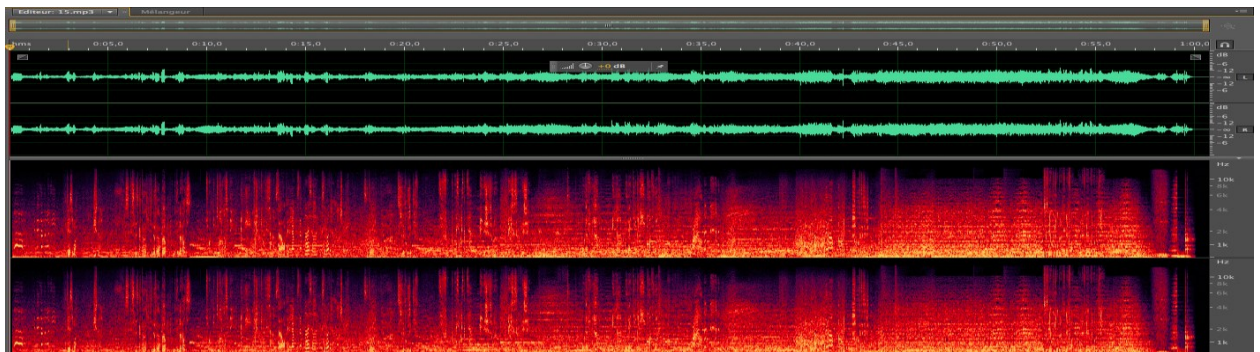 Editeur: 15.mp3 Mélangeur
hms 0:05,0 0:10,0 0:15,0 0:20,0 0:25,0 0:30,0 0:35,0 0:40,0 0:45,0 0:50,0 0:55,0 1:00,0
dB
+0 dB
-6
-12
-∞ L
-12
-6
dB
-6
-12
-∞ R
-12
-6
Hz
10k
8k
6k
4k
2k
1k
Hz
10k
8k
6k
4k
2k
1k